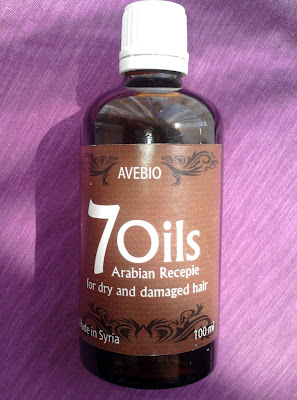 AVEBIO
7Oils
Arabian Recepie
for dry and damaged hair
Made in Syria 100 ml